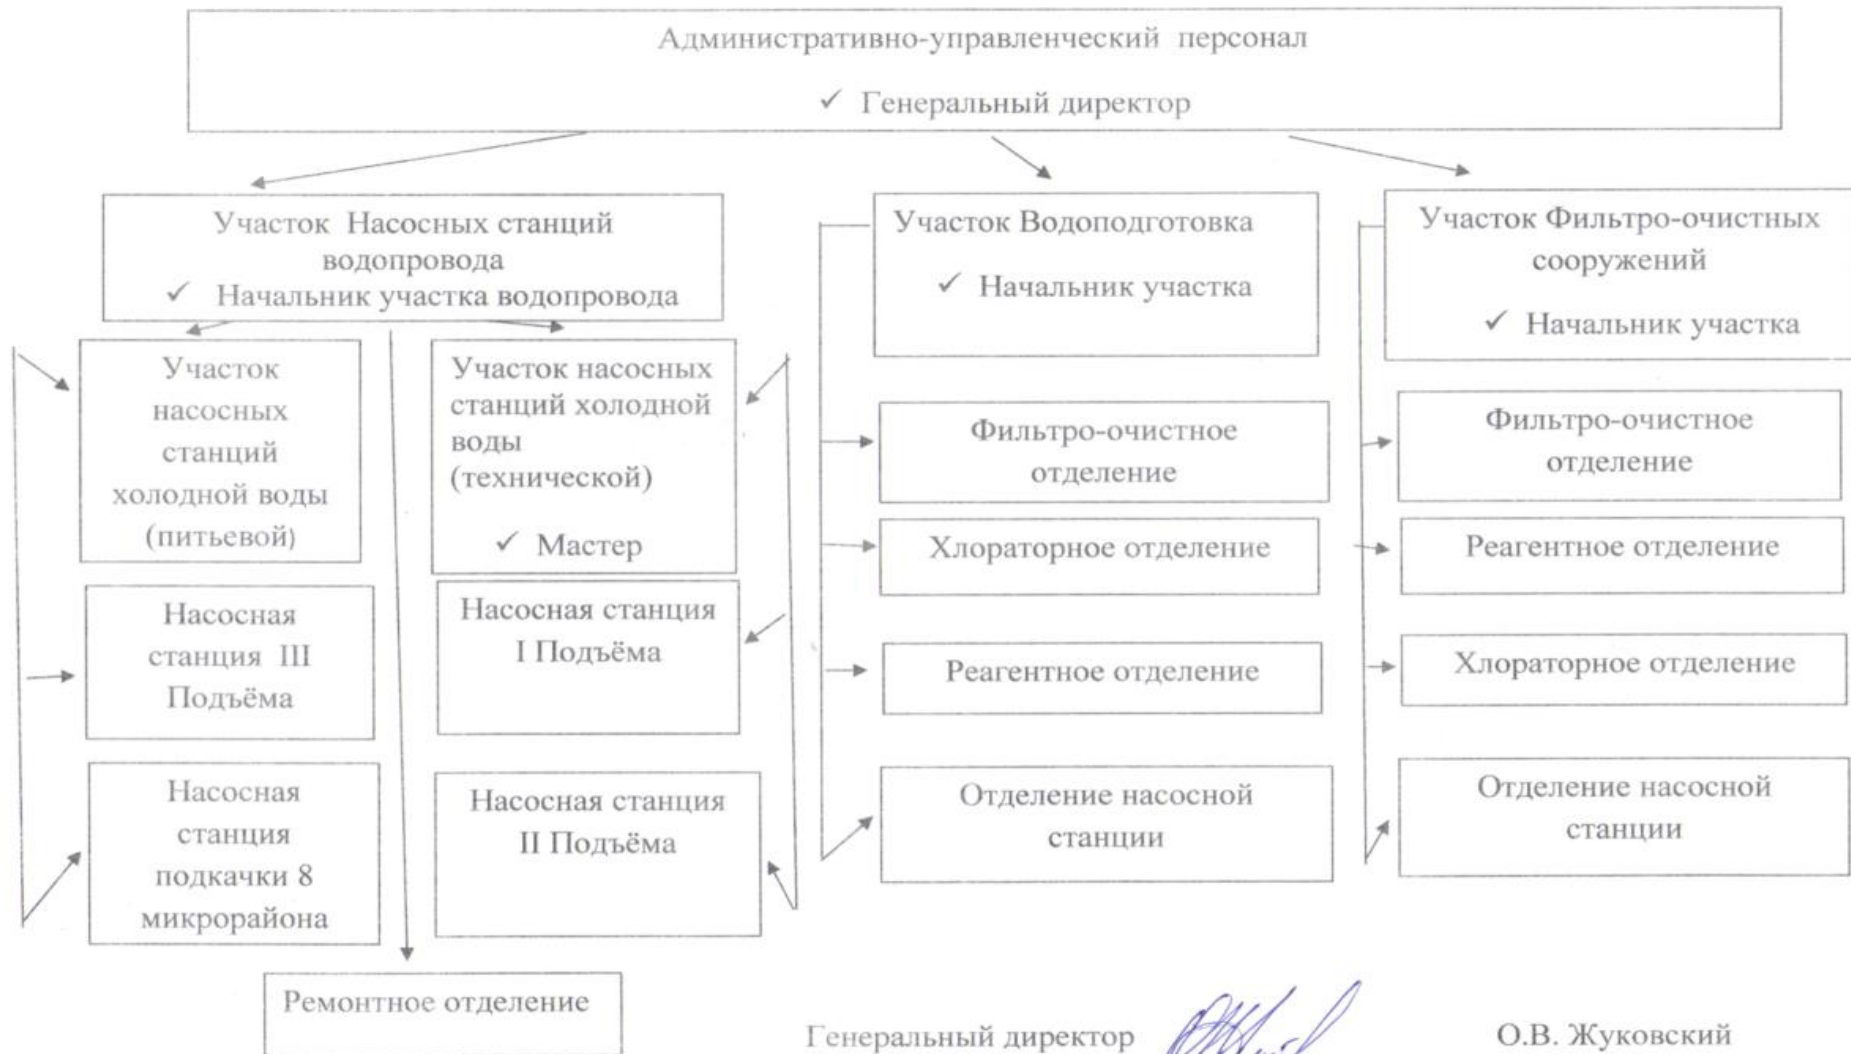 Административно-управленческий персонал
✓ Генеральный директор
Участок Насосных станций
водопровода
✓ Начальник участка водопровода
Участок
насосных
станций
холодной воды
(питьевой)
Насосная
станция III
Подъёма
Насосная
станция
подкачки 8
микрорайона
Участок насосных
станций холодной
воды
(технической)
✓ Мастер
Насосная станция
I Подъёма
Насосная станция
II Подъёма
Ремонтное отделение
Участок Водоподготовка
✓ Начальник участка
Фильтро-очистное
отделение
Хлораторное отделение
Реагентное отделение
Отделение насосной
станции
Участок Фильтро-очистных
сооружений
✓ Начальник участка
Фильтро-очистное
отделение
Реагентное отделение
Хлораторное отделение
Отделение насосной
станции
Генеральный директор О.В. Жуковский